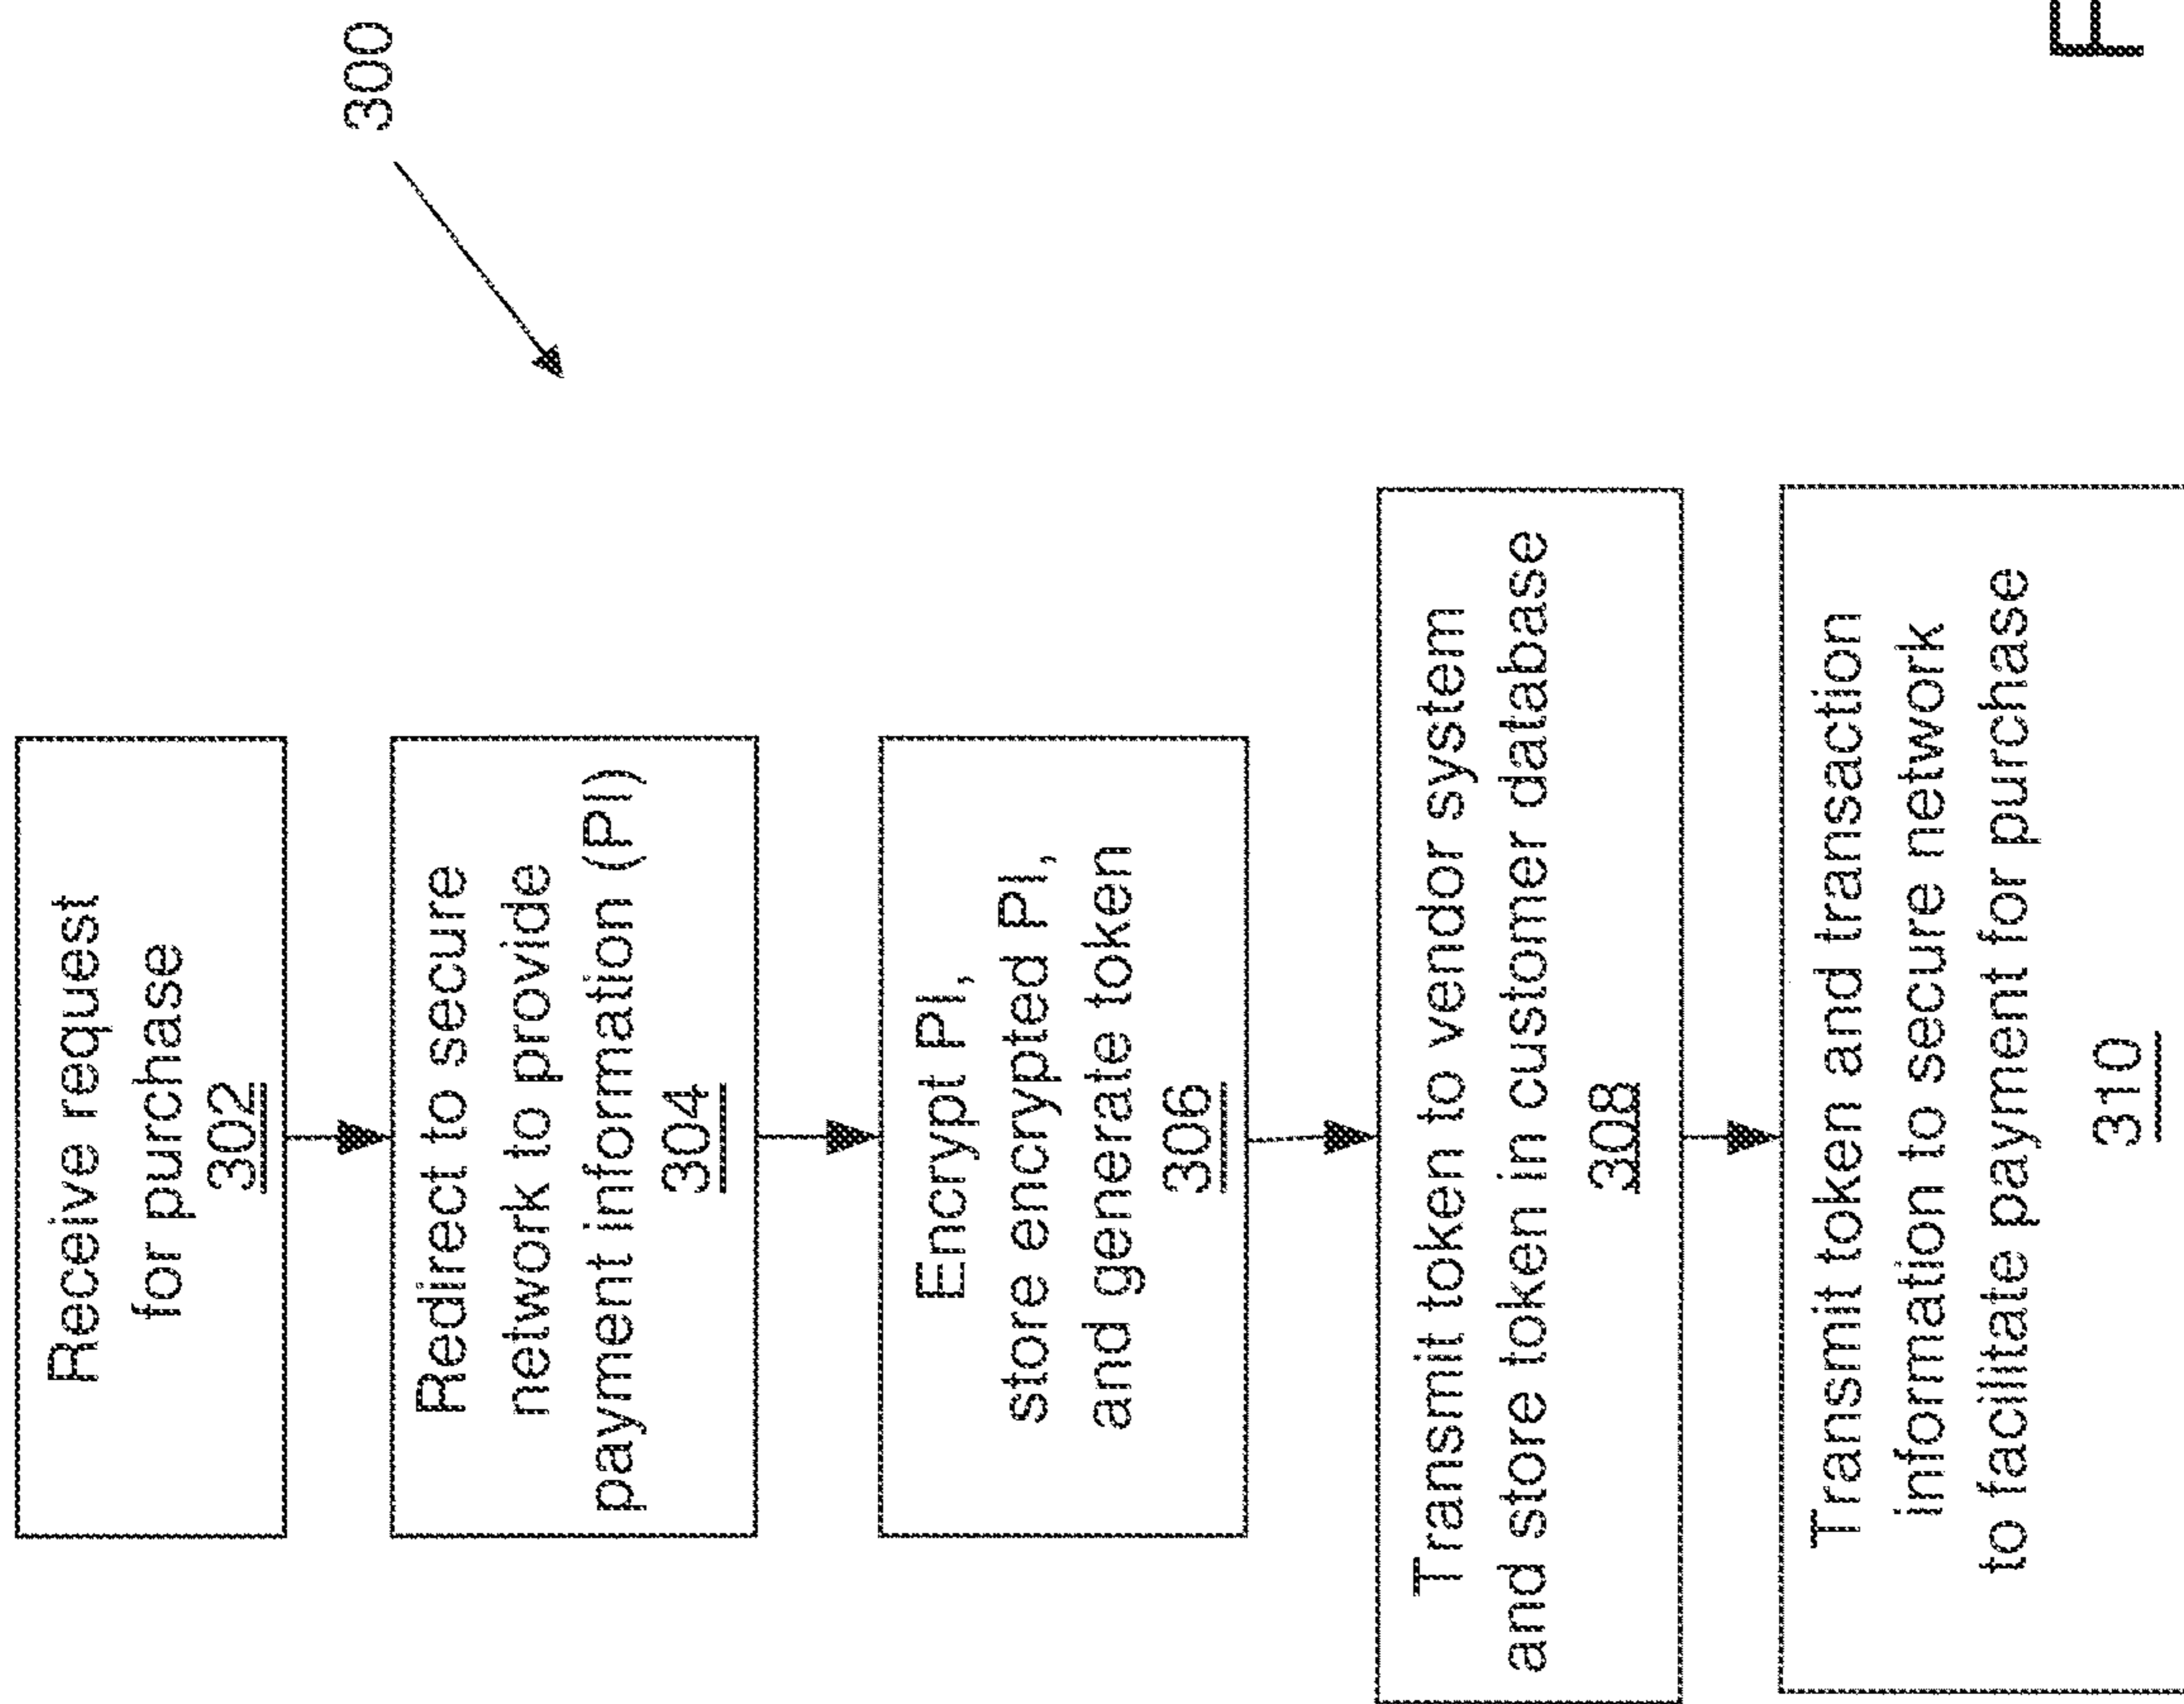 300
Receive request
for purchase
302
Redirect to secure
network to provide
payment information (PI)
304
Encrypt PI,
store encrypted PI,
and generate token
306
Transmit token to vendor system
and store token in customer database
308
Transmit token and transaction
information to secure network
to facilitate payment for purchase
310
F